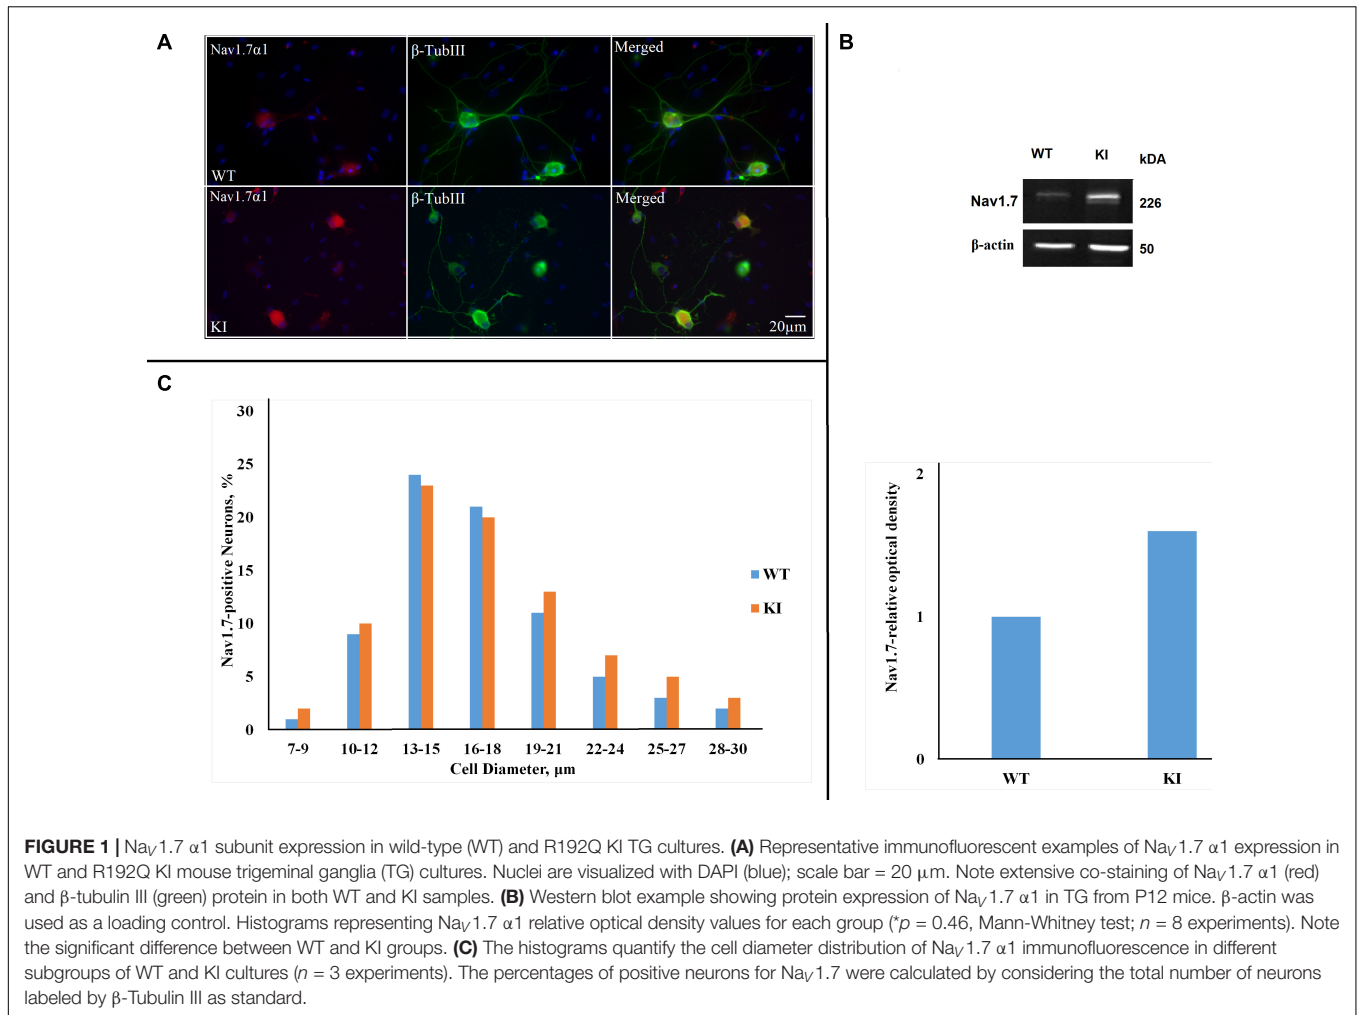 A
Nav1.7α1
β-TubIII
Merged
WT
Nav1.7α1
β-TubIII
Merged
KI
20μm
B
WT KI kDA
Nav1.7 226
β-actin 50
Nav1.7-relative optical density
2
1
0
WT KI
C
Nav1.7-positive Neurons, %
30
25
20
15
10
5
0
7-9 10-12 13-15 16-18 19-21 22-24 25-27 28-30
Cell Diameter, μm
WT
KI
FIGURE 1 | NaV1.7 α1 subunit expression in wild-type (WT) and R192Q KI TG cultures. (A) Representative immunofluorescent examples of NaV1.7 α1 expression in
WT and R192Q KI mouse trigeminal ganglia (TG) cultures. Nuclei are visualized with DAPI (blue); scale bar = 20 μm. Note extensive co-staining of NaV1.7 α1 (red)
and β-tubulin III (green) protein in both WT and KI samples. (B) Western blot example showing protein expression of NaV1.7 α1 in TG from P12 mice. β-actin was
used as a loading control. Histograms representing NaV1.7 α1 relative optical density values for each group (*p = 0.46, Mann-Whitney test; n = 8 experiments). Note
the significant difference between WT and KI groups. (C) The histograms quantify the cell diameter distribution of NaV1.7 α1 immunofluorescence in different
subgroups of WT and KI cultures (n = 3 experiments). The percentages of positive neurons for NaV1.7 were calculated by considering the total number of neurons
labeled by β-Tubulin III as standard.